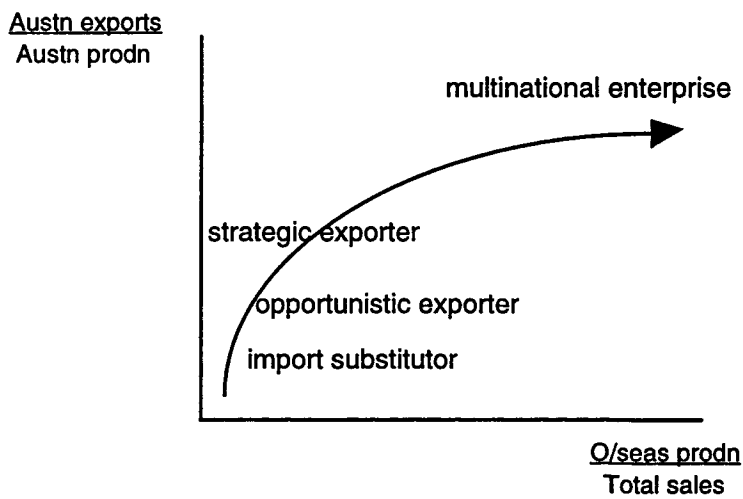 Austn exports
Austn prodn
multinational enterprise
strategic exporter
opportunistic exporter
import substitutor
O/seas prodn
Total sales